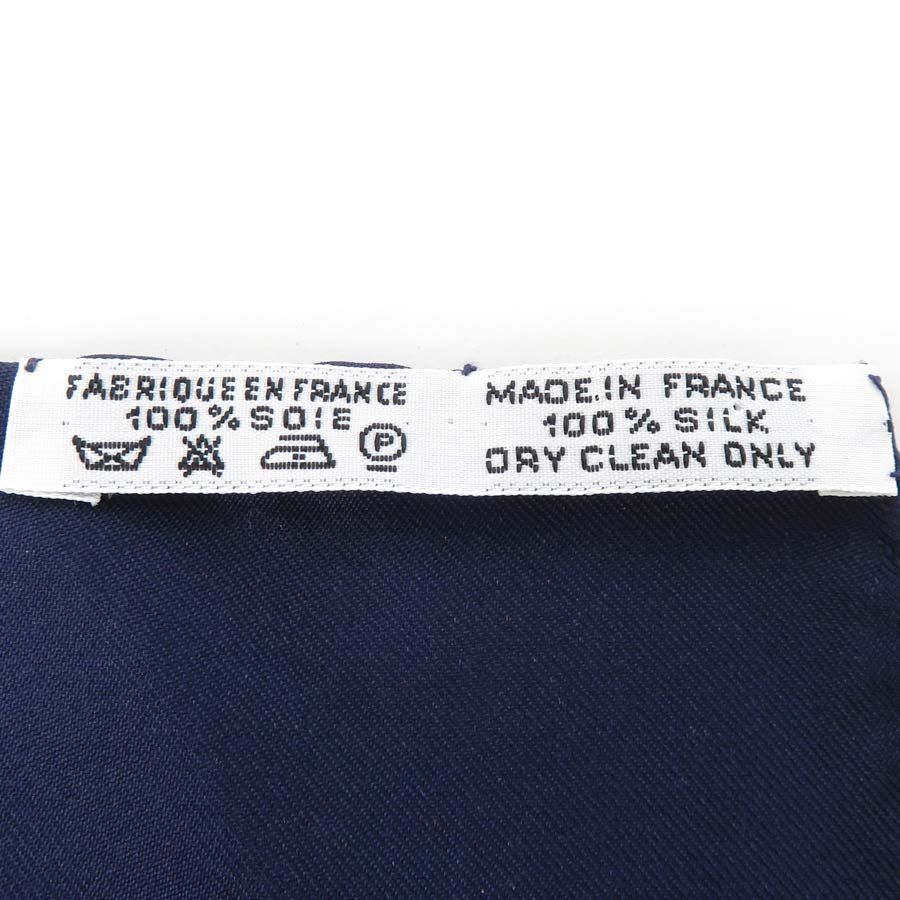 FABRIQUE EN FRANCE
100% SOIE
P
MADE IN FRANCE
100% SILK
DRY CLEAN ONLY